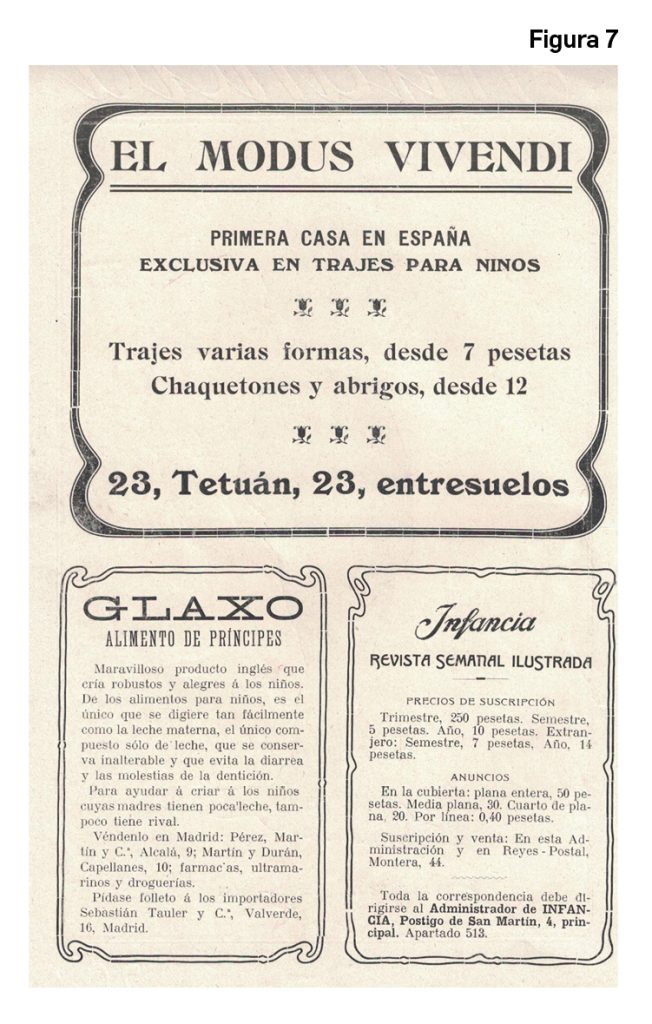 Figura 7
EL MODUS VIVENDI
PRIMERA CASA EN ESPAÑA
EXCLUSIVA EN TRAJES PARA NINOS
Trajes varias formas, desde 7 pesetas
Chaquetones y abrigos, desde 12
23, Tetuán, 23, entresuelos
GLAXO
ALIMENTO DE PRÍNCIPES
Maravilloso producto inglés que
cría robustos y alegres á los niños.
De los alimentos para niños, es el
único que se digiere tan fácilmente
como la leche materna, el único com-
puesto sólo de leche, que se conser-
va inalterable y que evita la diarrea
y las molestias de la dentición.
Para ayudar á criar á los niños
cuyas madres tienen poca leche, tam-
poco tiene rival.
Véndenlo en Madrid: Pérez, Mar-
tín y C.ª, Alcalá, 9; Martín y Durán,
Capellanes, 10; farmac as, ultrama-
rinos y droguerías.
Pídase folleto á los importadores
Sebastián Tauler y C.ª, Valverde,
16, Madrid.
Infancia
REVISTA SEMANAL ILUSTRADA
PRECIOS DE SUSCRIPCIÓN
Trimestre, 250 pesetas. Semestre,
5 pesetas. Año, 10 pesetas. Extran-
jero: Semestre, 7 pesetas, Año, 14
pesetas.
ANUNCIOS
En la cubierta: plana entera, 50 pe-
setas. Media plana, 30. Cuarto de pla-
na, 20. Por línea: 0,40 pesetas.
Suscripción y venta: En esta Ad-
ministración y en Reyes-Postal,
Montera, 44.
Toda la correspondencia debe di-
rigirse al Administrador de INFAN-
CIA, Postigo de San Martín, 4, prin-
cipal. Apartado 513.